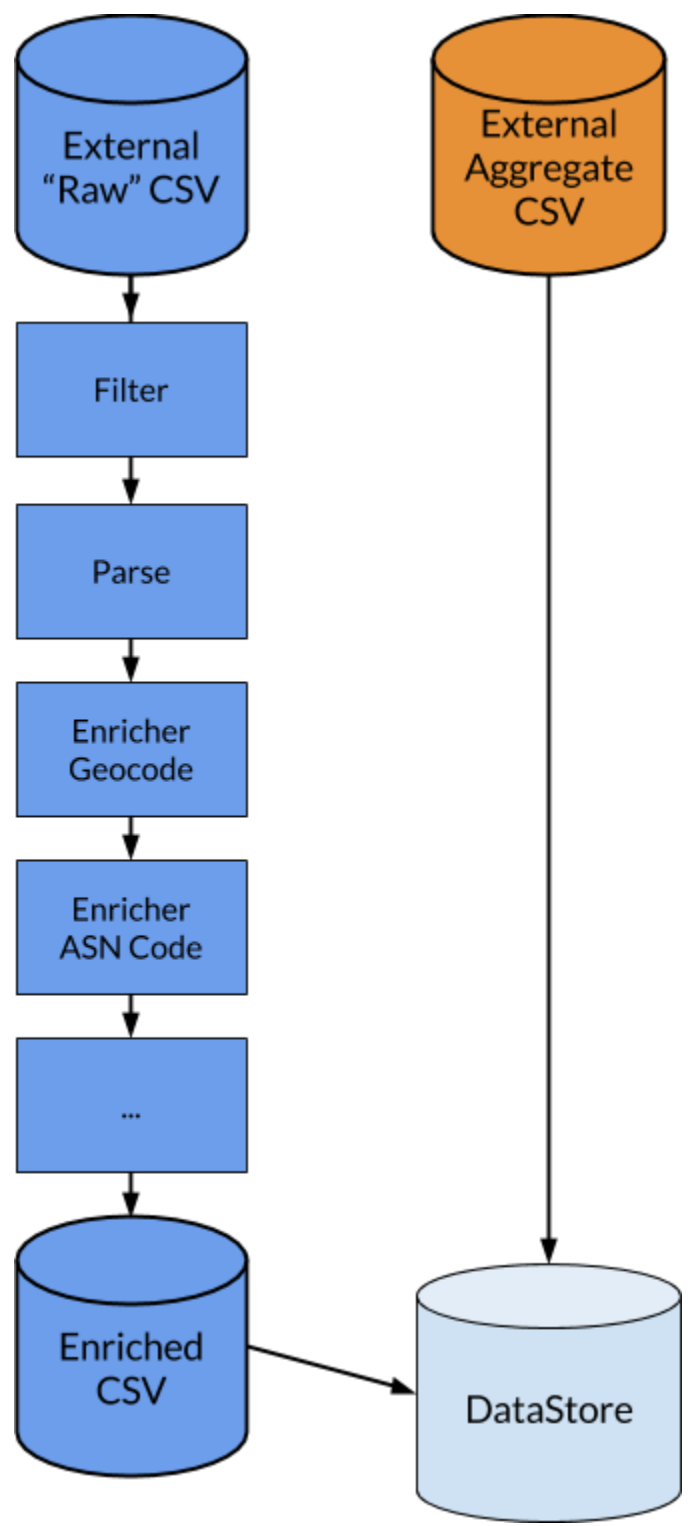 External
“Raw” CSV
External
Aggregate
CSV
Filter
Parse
Enricher
Geocode
Enricher
ASN Code
...
Enriched
CSV
DataStore